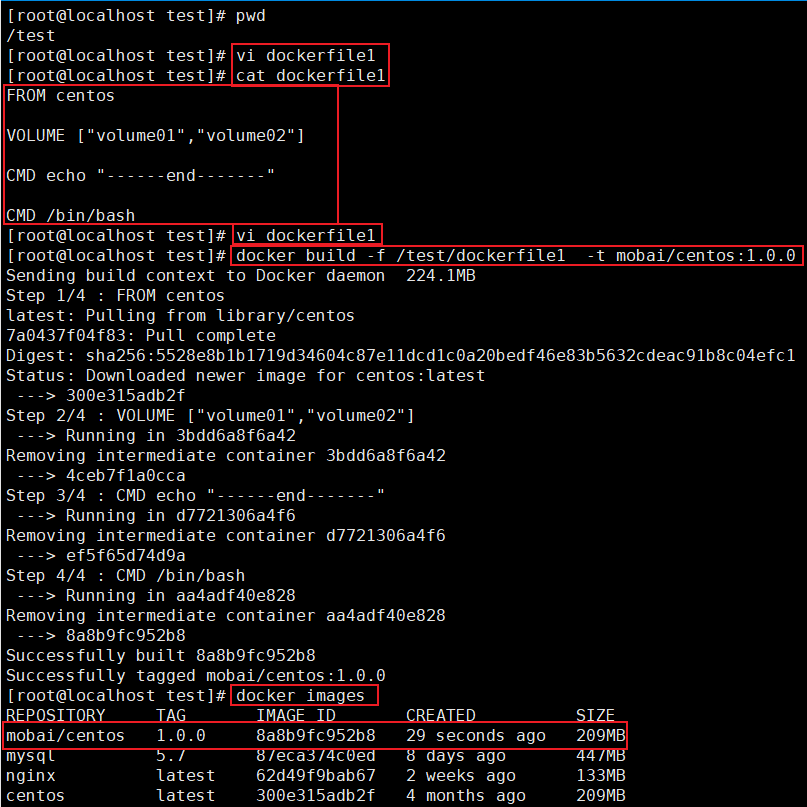 [root@localhost test]# pwd
/test
[root@localhost test]# vi dockerfile1
[root@localhost test]# cat dockerfile1
FROM centos
VOLUME ["volume01","volume02"]
CMD echo "------end-------"
CMD /bin/bash
[root@localhost test]# vi dockerfile1
[root@localhost test]# docker build -f /test/dockerfile1  -t mobai/centos:1.0.0
Sending build context to Docker daemon  224.1MB
Step 1/4 : FROM centos
latest: Pulling from library/centos
7a0437f04f83: Pull complete
Digest: sha256:5528e8b1b1719d34604c87e11dcd1c0a20bedf46e83b5632cdeac91b8c04efc1
Status: Downloaded newer image for centos:latest
 ---> 300e315adb2f
Step 2/4 : VOLUME ["volume01","volume02"]
 ---> Running in 3bdd6a8f6a42
Removing intermediate container 3bdd6a8f6a42
 ---> 4ceb7f1a0cca
Step 3/4 : CMD echo "------end-------"
 ---> Running in d7721306a4f6
Removing intermediate container d7721306a4f6
 ---> ef5f65d74d9a
Step 4/4 : CMD /bin/bash
 ---> Running in aa4adf40e828
Removing intermediate container aa4adf40e828
 ---> 8a8b9fc952b8
Successfully built 8a8b9fc952b8
Successfully tagged mobai/centos:1.0.0
[root@localhost test]# docker images
REPOSITORY     TAG       IMAGE ID       CREATED          SIZE
mobai/centos   1.0.0     8a8b9fc952b8   29 seconds ago   209MB
mysql          5.7       87eca374c0ed   8 days ago       447MB
nginx          latest    62d49f9bab67   2 weeks ago      133MB
centos         latest    300e315adb2f   4 months ago     209MB